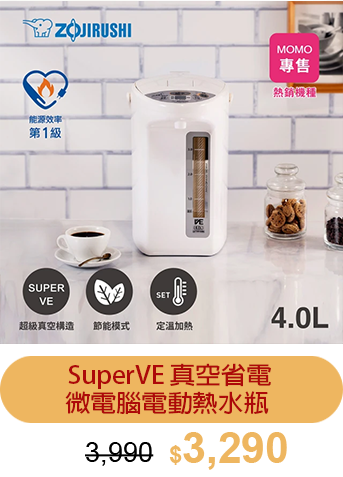 ZOJIRUSHI
MOMO
專售
熱銷機種
能源效率
第1級
VE
SUPER
VE
SET
超級真空構造
節能模式
定溫加熱
4.0L
SuperVE 真空省電
微電腦電動熱水瓶
3,990 $3,290